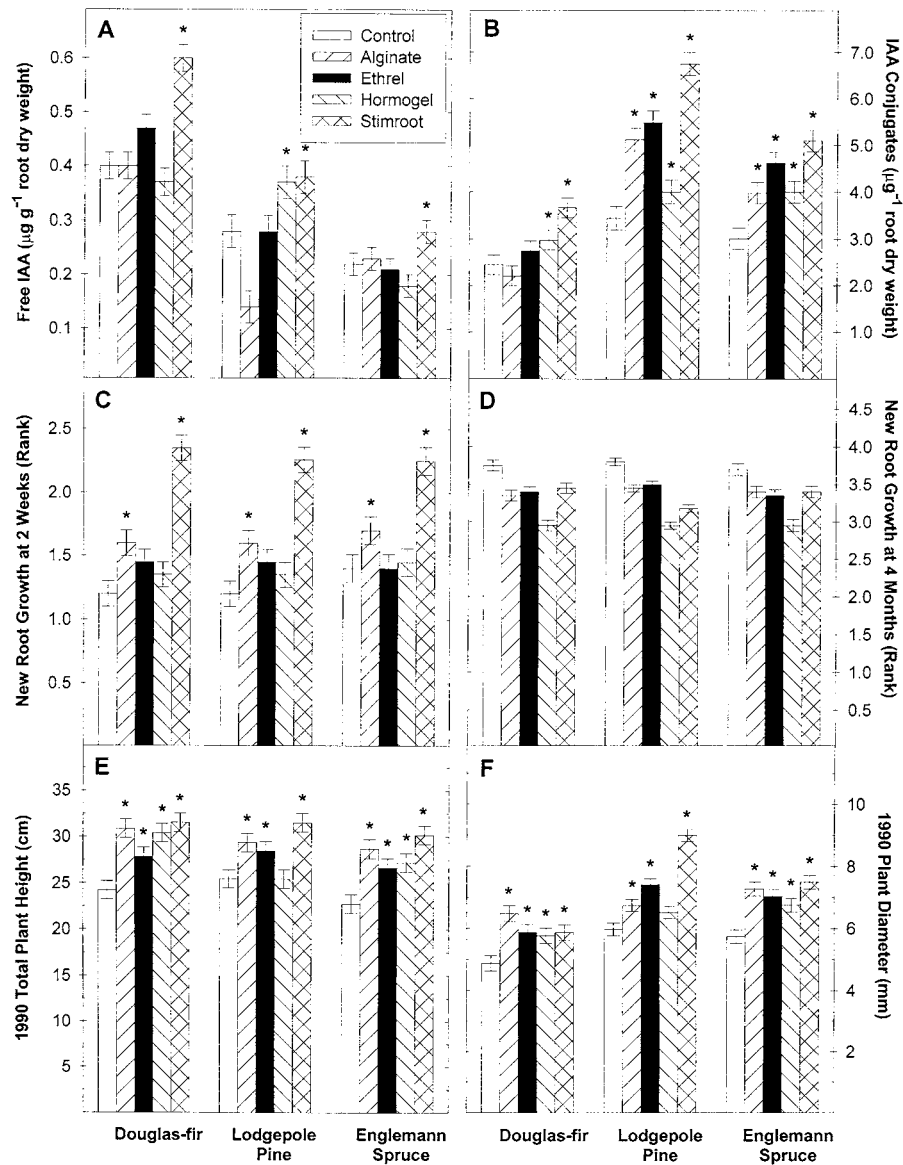 A
Control
Alginate
Ethrel
Hormogel
Stimroot
Free IAA (µg g⁻¹ root dry weight)
0.6
0.5
0.4
0.3
0.2
0.1
* * * *
B
IAA Conjugates (µg⁻¹ root dry weight)
7.0
6.0
5.0
4.0
3.0
2.0
1.0
* * * * * * * * * *
C
New Root Growth at 2 Weeks (Rank)
2.5
2.0
1.5
1.0
0.5
* * * * * *
D
New Root Growth at 4 Months (Rank)
4.5
4.0
3.5
3.0
2.5
2.0
1.5
1.0
0.5
E
1990 Total Plant Height (cm)
35
30
25
20
15
10
5
* * * * * * * * * * *
F
1990 Plant Diameter (mm)
10
8
6
4
2
* * * * * * * * * * *
Douglas-fir
Lodgepole
Pine
Englemann
Spruce
Douglas-fir
Lodgepole
Pine
Englemann
Spruce